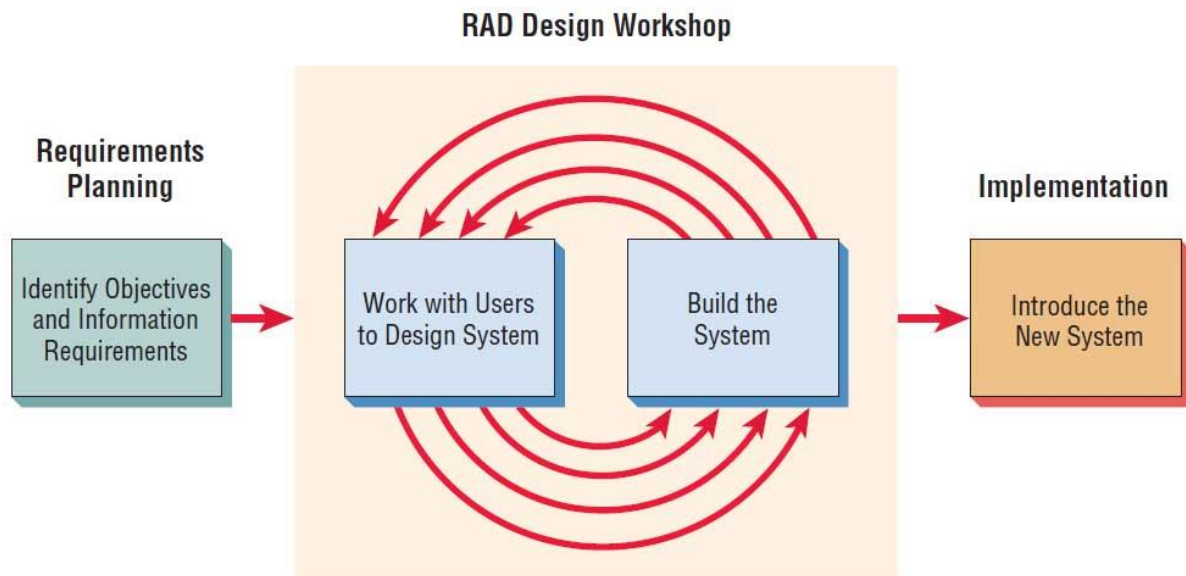 RAD Design Workshop
Requirements
Planning
Identify Objectives
and Information
Requirements
Work with Users
to Design System
Build the
System
Implementation
Introduce the
New System